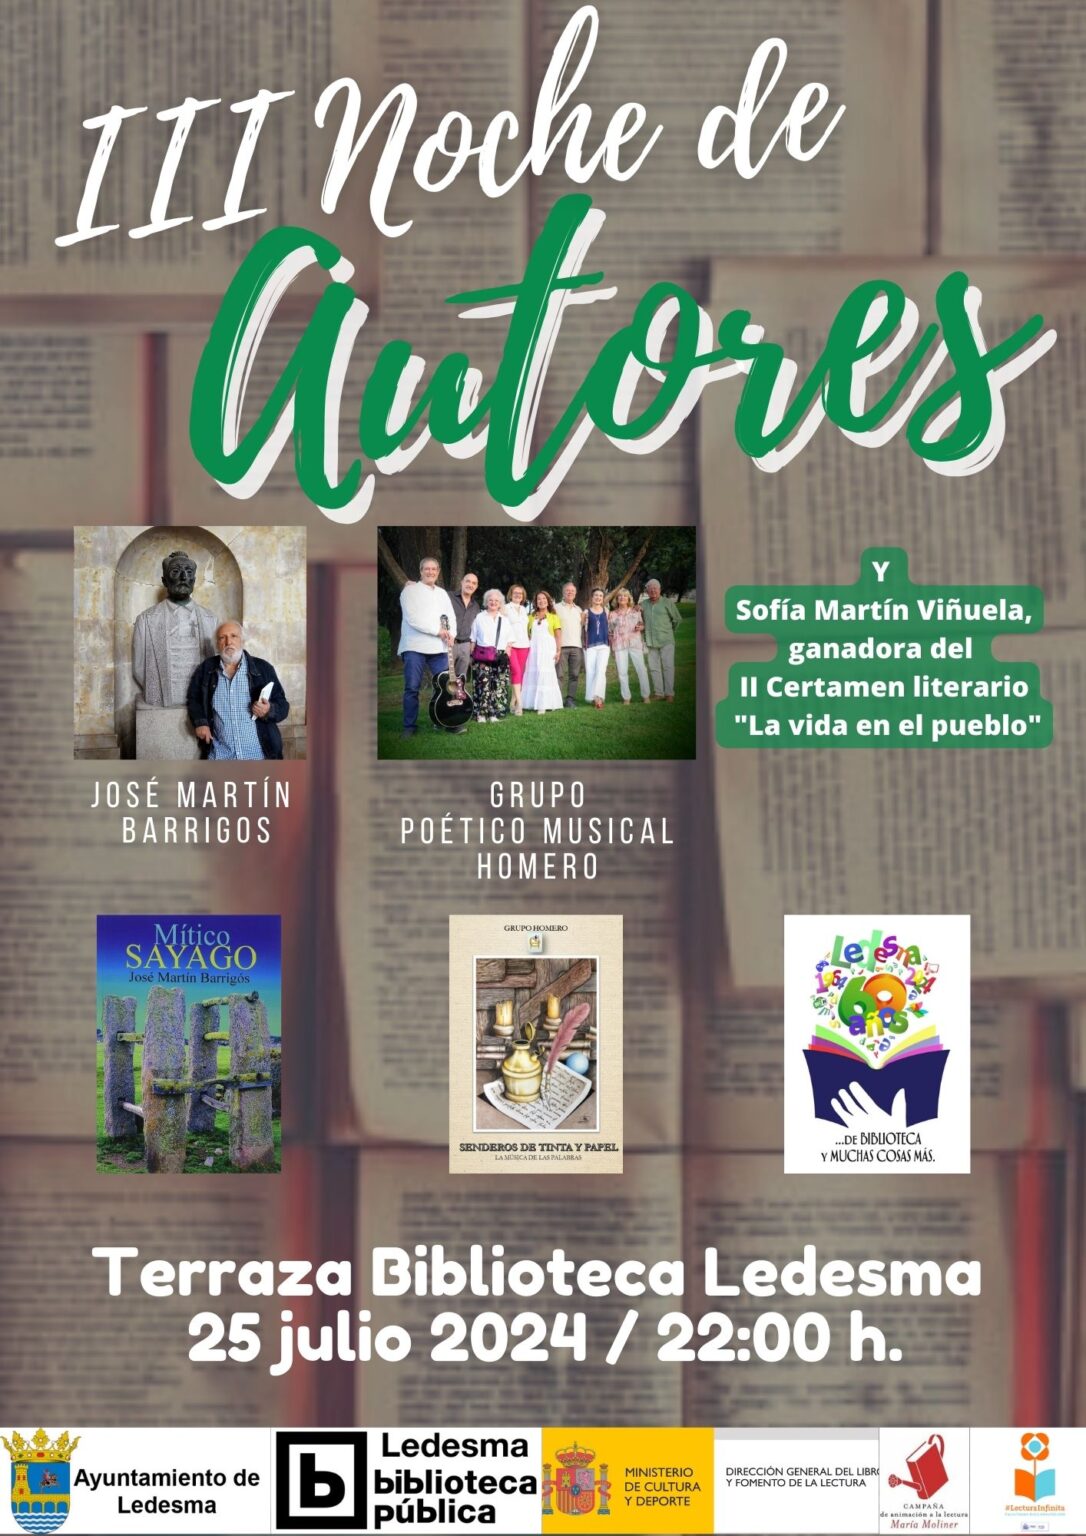 III Noche de
Autores
Y
Sofía Martín Viñuela,
ganadora del
II Certamen literario
"La vida en el pueblo"
JOSÉ MARTÍN
BARRIGOS
GRUPO
POÉTICO MUSICAL
HOMERO
Mítico
SAYAGO
José Martín Barrigós
GRUPO HOMERO
SENDEROS DE TINTA Y PAPEL
LA MÚSICA DE LAS PALABRAS
Ledesma
1964 2024
60
años
...DE BIBLIOTECA
Y MUCHAS COSAS MÁS.
Terraza Biblioteca Ledesma
25 julio 2024 / 22:00 h.
Ayuntamiento de
Ledesma
b
Ledesma
biblioteca
pública
MINISTERIO
DE CULTURA
Y DEPORTE
DIRECCIÓN GENERAL DEL LIBR
Y FOMENTO DE LA LECTURA
CAMPAÑA
de animación a la lectura
María Moliner
#LecturaInfinita